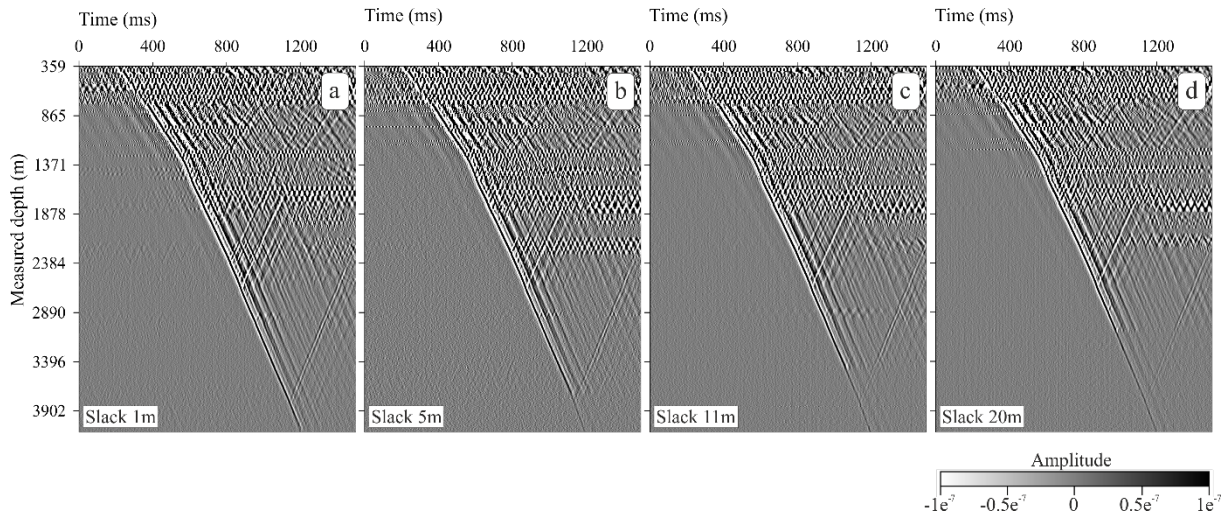 Time (ms) Time (ms) Time (ms) Time (ms)
0 400 800 1200 0 400 800 1200 0 400 800 1200 0 400 800 1200
Measured depth (m)
359
865
1371
1878
2384
2890
3396
3902
a b c d
Slack 1m Slack 5m Slack 11m Slack 20m
Amplitude
-1e⁻⁷ -0.5e⁻⁷ 0 0.5e⁻⁷ 1e⁻⁷